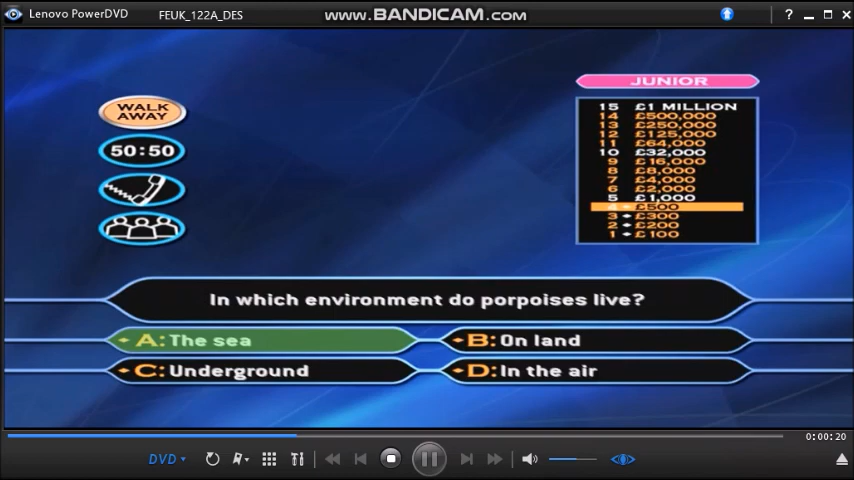 Lenovo PowerDVD
FEUK_122A_DES
www.BANDICAM.com
?
WALK
AWAY
50:50
JUNIOR
15 £1 MILLION
14 £500,000
13 £250,000
12 £125,000
11 £64,000
10 £32,000
9 £16,000
8 £8,000
7 £4,000
6 £2,000
5 £1,000
4 £500
3 £300
2 £200
1 £100
In which environment do porpoises live?
A: The sea
B: On land
C: Underground
D: In the air
0:00:20
DVD